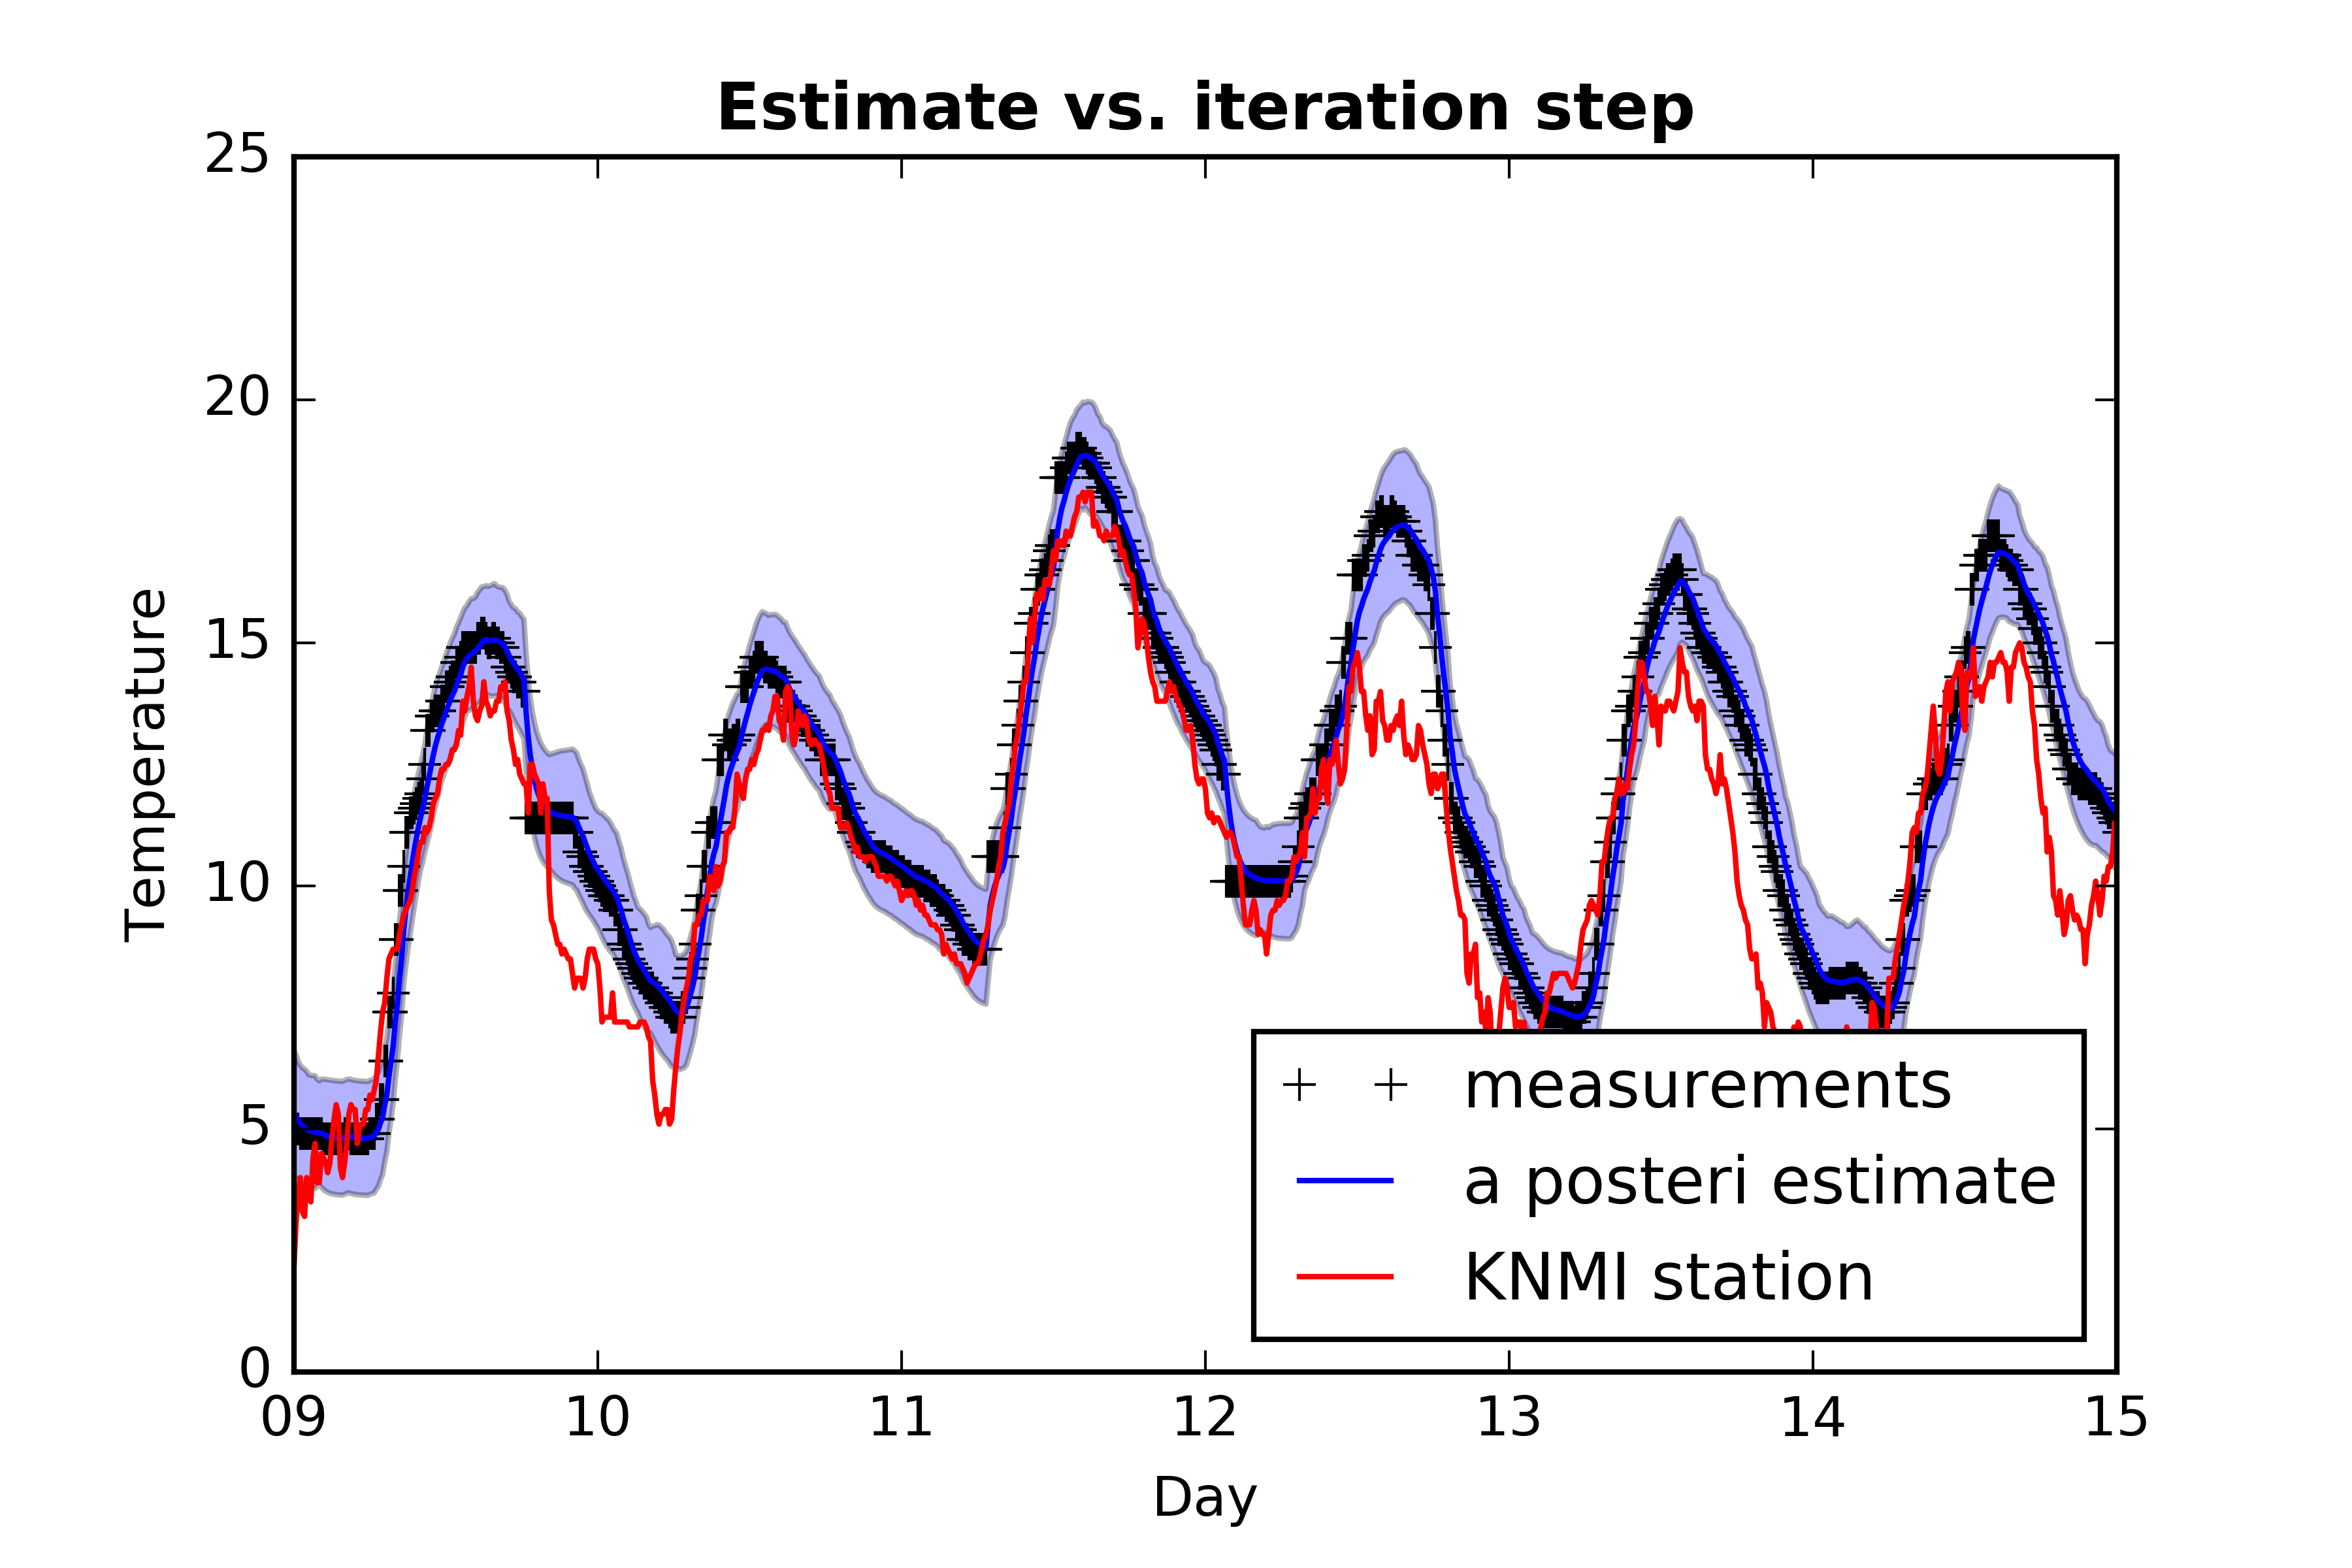 Estimate vs. iteration step
25
20
15
10
5
0
Temperature
measurements
a posteri estimate
KNMI station
09 10 11 12 13 14 15
Day